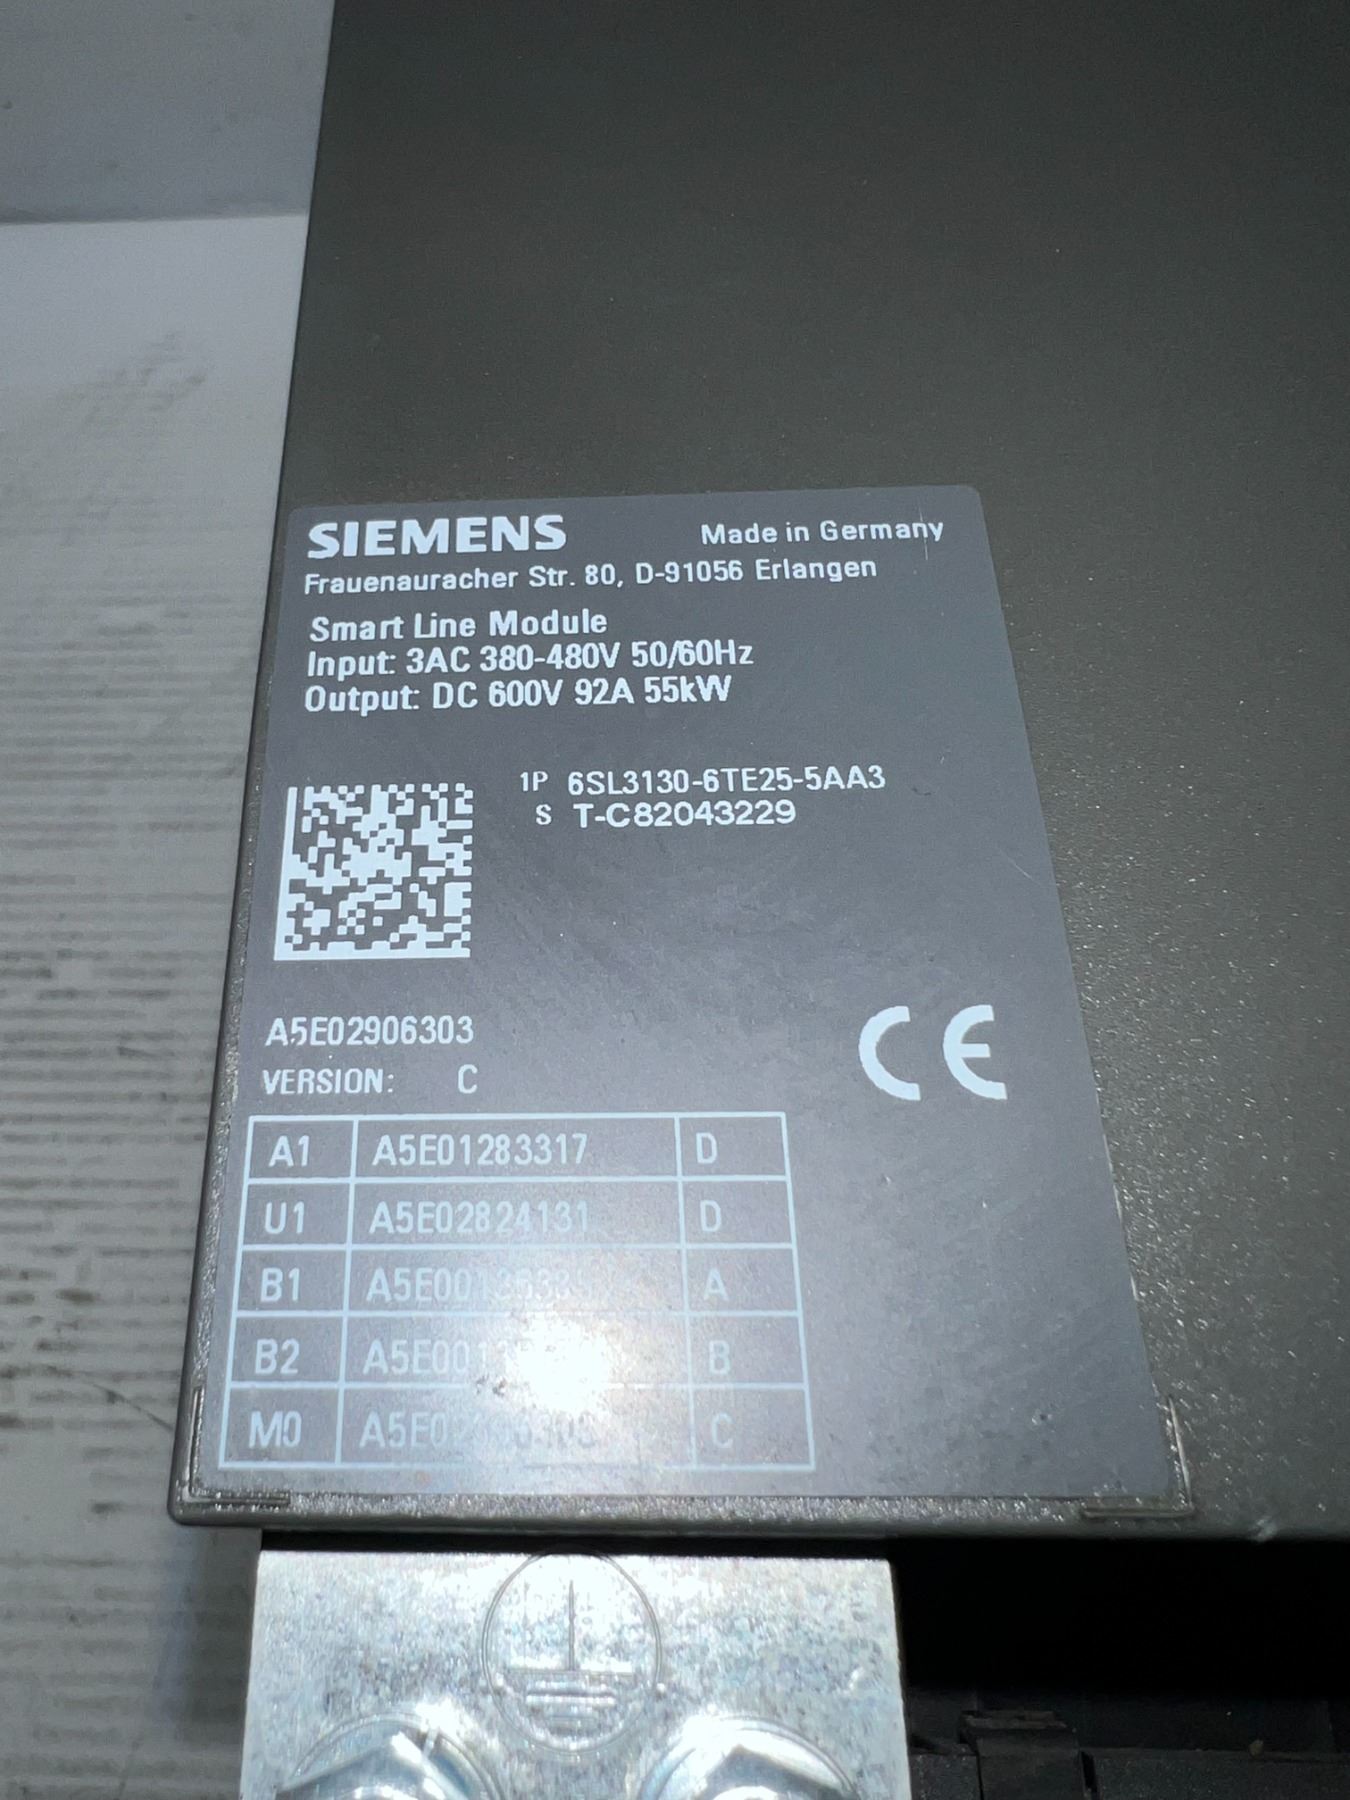 SIEMENS Made in Germany
Frauenauracher Str. 80, D-91056 Erlangen
Smart Line Module
Input: 3AC 380-480V 50/60Hz
Output: DC 600V 92A 55kW
1P 6SL3130-6TE25-5AA3
S T-C82043229
A5E02906303
VERSION: C
CE
A1 A5E01283317 D
U1 A5E02824131 D
B1 A
B2 B
M0 C